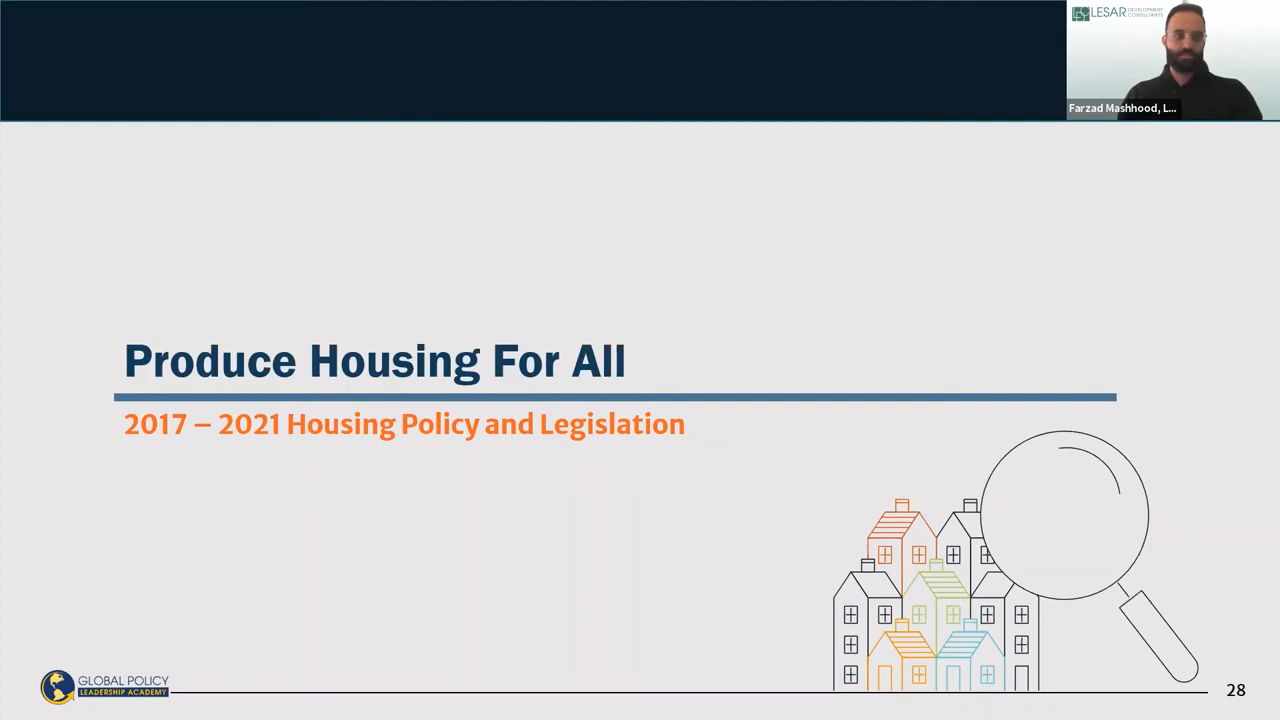 LESAR DEVELOPMENT
CONSULTANTS
Farzad Mashhood, L...
Produce Housing For All
2017 – 2021 Housing Policy and Legislation
GLOBAL POLICY
LEADERSHIP ACADEMY
28